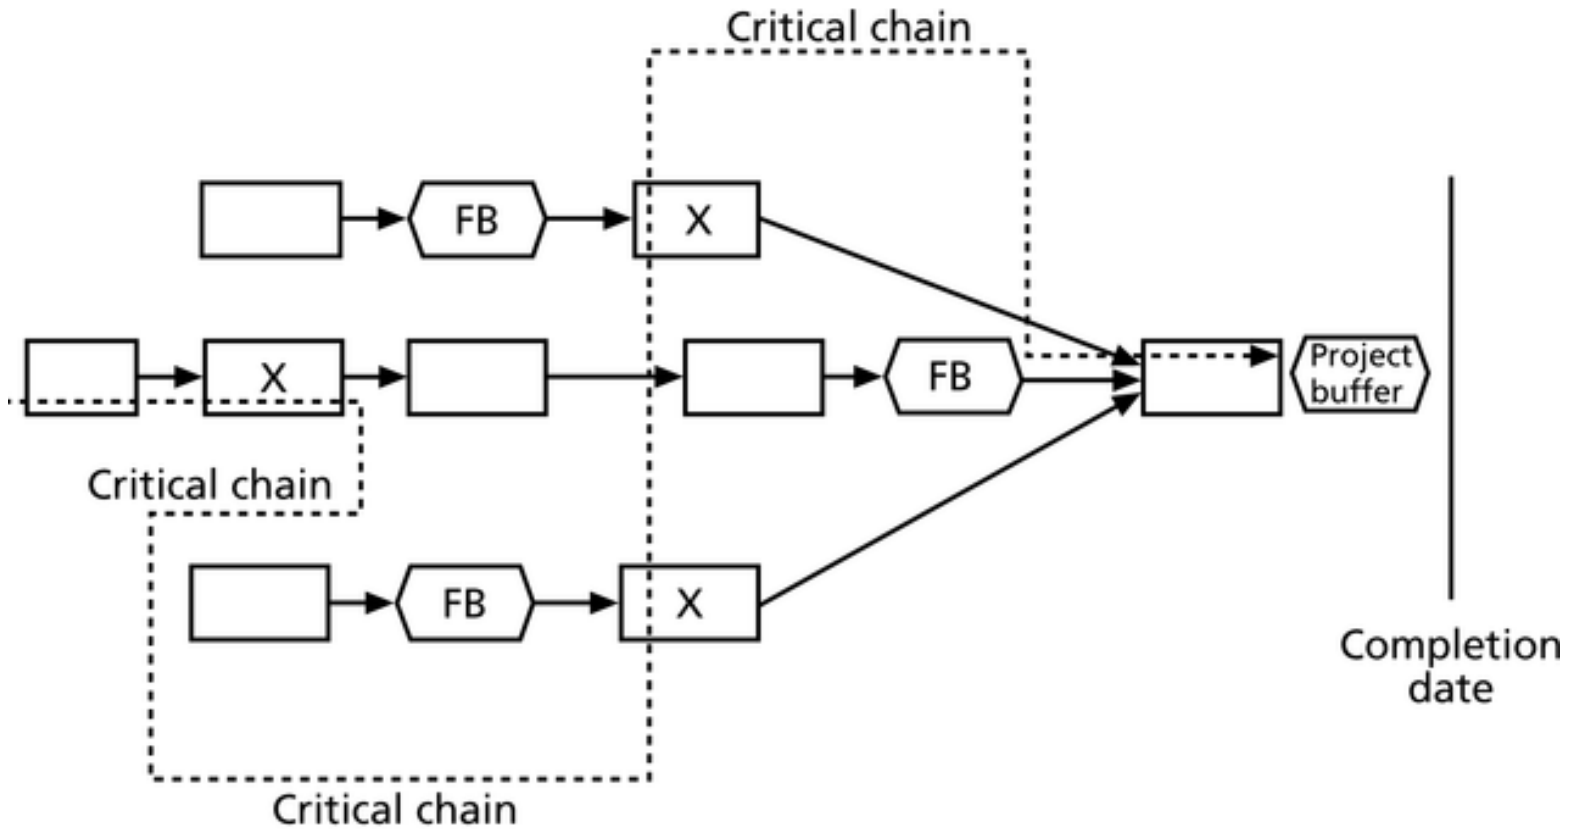 Critical chain
FB
X
X
FB
Project
buffer
Critical chain
FB
X
Completion
date
Critical chain